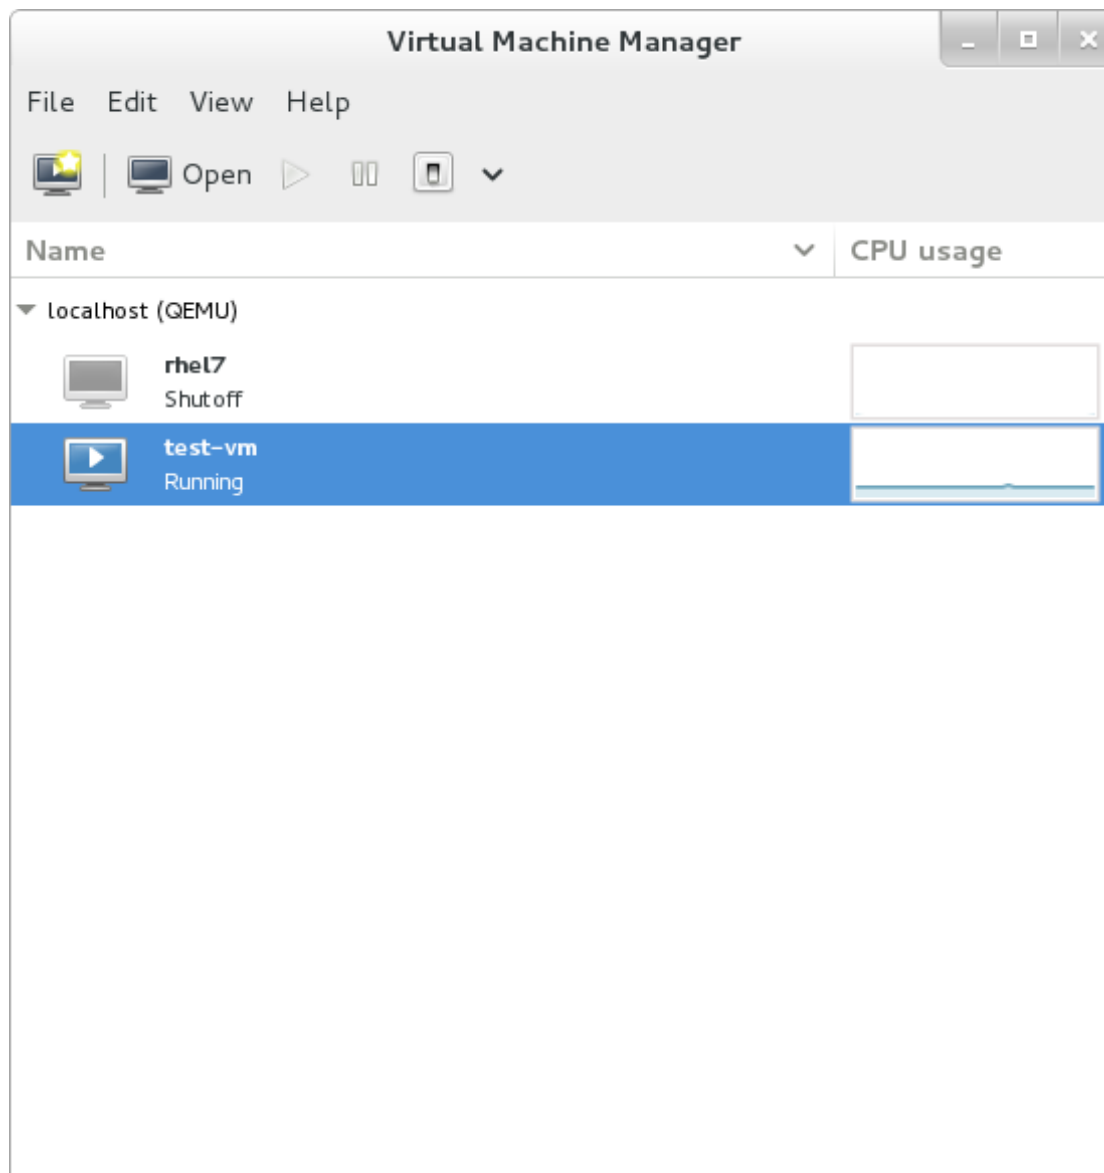 Virtual Machine Manager
File Edit View Help
Open
Name CPU usage
localhost (QEMU)
rhel7
Shutoff
test-vm
Running